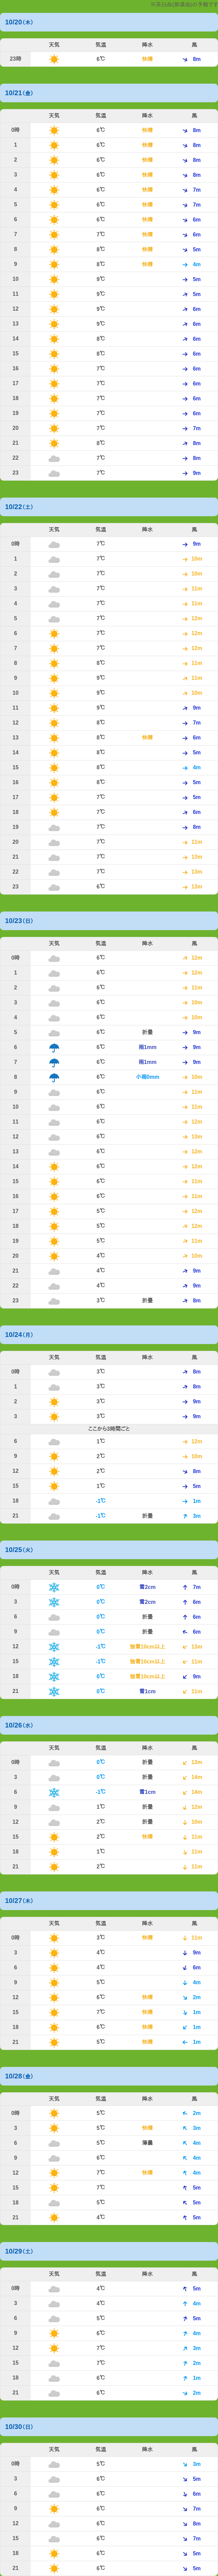 の予報です
10/20(木)
天気 気温 降水 風
23時 6℃ 快晴 8m
10/21(金)
天気 気温 降水 風
0時 6℃ 快晴 8m
1 6℃ 快晴 8m
2 6℃ 快晴 8m
3 6℃ 快晴 8m
4 6℃ 快晴 7m
5 6℃ 快晴 7m
6 6℃ 快晴 6m
7 7℃ 快晴 6m
8 8℃ 快晴 5m
9 8℃ 快晴 4m
10 9℃ 5m
11 9℃ 5m
12 9℃ 6m
13 9℃ 6m
14 8℃ 6m
15 8℃ 6m
16 7℃ 6m
17 7℃ 6m
18 7℃ 6m
19 7℃ 6m
20 7℃ 7m
21 8℃ 8m
22 7℃ 8m
23 7℃ 9m
10/22(土)
天気 気温 降水 風
0時 7℃ 9m
1 7℃ 10m
2 7℃ 10m
3 7℃ 11m
4 7℃ 11m
5 7℃ 12m
6 7℃ 12m
7 7℃ 12m
8 8℃ 11m
9 9℃ 11m
10 9℃ 10m
11 9℃ 9m
12 8℃ 7m
13 8℃ 快晴 6m
14 8℃ 5m
15 8℃ 4m
16 8℃ 5m
17 7℃ 5m
18 7℃ 6m
19 7℃ 8m
20 7℃ 11m
21 7℃ 13m
22 7℃ 13m
23 6℃ 13m
10/23(日)
天気 気温 降水 風
0時 6℃ 12m
1 6℃ 12m
2 6℃ 11m
3 6℃ 10m
4 6℃ 10m
5 6℃ 折曇 9m
6 6℃ 雨1mm 9m
7 6℃ 雨1mm 9m
8 6℃ 小雨0mm 10m
9 6℃ 11m
10 6℃ 11m
11 6℃ 12m
12 6℃ 13m
13 6℃ 12m
14 6℃ 12m
15 6℃ 11m
16 6℃ 11m
17 5℃ 12m
18 5℃ 12m
19 5℃ 11m
20 4℃ 10m
21 4℃ 9m
22 4℃ 9m
23 3℃ 折曇 8m
10/24(月)
天気 気温 降水 風
0時 3℃ 8m
1 3℃ 8m
2 3℃ 9m
3 3℃ 9m
ここから3時間ごと
6 1℃ 12m
9 2℃ 10m
12 2℃ 8m
15 1℃ 5m
18 -1℃ 1m
21 -1℃ 折曇 3m
10/25(火)
天気 気温 降水 風
0時 0℃ 雪2cm 7m
3 0℃ 雪2cm 6m
6 0℃ 折曇 6m
9 0℃ 折曇 6m
12 -1℃ 強雪10cm以上 13m
15 -1℃ 強雪10cm以上 11m
18 0℃ 強雪10cm以上 9m
21 0℃ 雪1cm 11m
10/26(水)
天気 気温 降水 風
0時 0℃ 折曇 13m
3 0℃ 折曇 14m
6 -1℃ 雪1cm 14m
9 1℃ 折曇 12m
12 2℃ 折曇 10m
15 2℃ 快晴 11m
18 1℃ 11m
21 2℃ 11m
10/27(木)
天気 気温 降水 風
0時 3℃ 快晴 11m
3 4℃ 9m
6 4℃ 6m
9 5℃ 4m
12 6℃ 快晴 2m
15 7℃ 快晴 1m
18 6℃ 快晴 1m
21 5℃ 快晴 1m
10/28(金)
天気 気温 降水 風
0時 5℃ 2m
3 5℃ 快晴 3m
6 5℃ 薄曇 4m
9 6℃ 4m
12 7℃ 快晴 4m
15 7℃ 5m
18 5℃ 5m
21 4℃ 5m
10/29(土)
天気 気温 降水 風
0時 4℃ 5m
3 4℃ 4m
6 5℃ 5m
9 6℃ 4m
12 7℃ 3m
15 7℃ 2m
18 6℃ 1m
21 6℃ 2m
10/30(日)
天気 気温 降水 風
0時 5℃ 3m
3 6℃ 5m
6 6℃ 6m
9 6℃ 7m
12 6℃ 8m
15 6℃ 7m
18 6℃ 5m
21 6℃ 5m